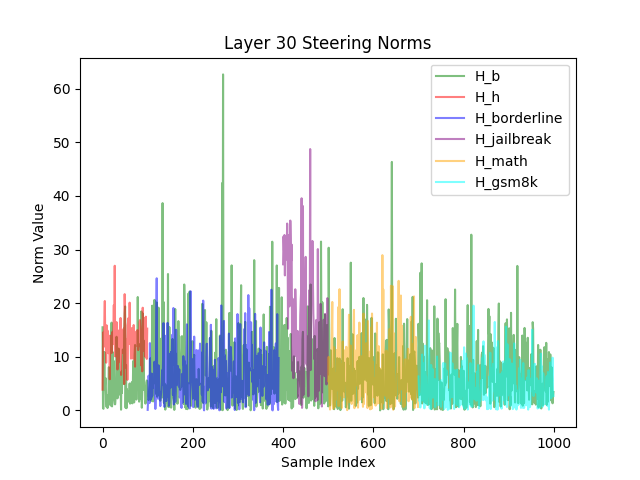 Layer 30 Steering Norms
H_b
H_h
H_borderline
H_jailbreak
H_math
H_gsm8k
Norm Value
60
50
40
30
20
10
0
0 200 400 600 800 1000
Sample Index